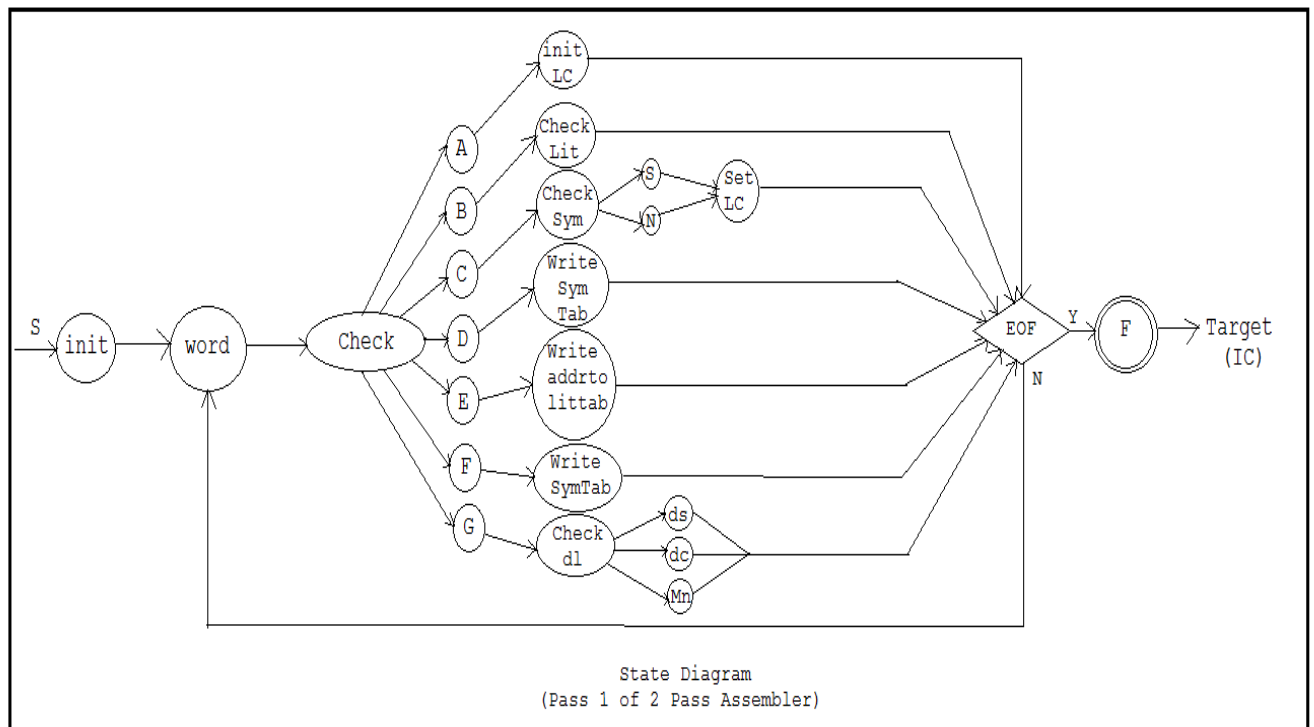 init
LC
A
Check
Lit
B
Check
Sym
S
N
Set
LC
C
Write
Sym
Tab
D
S
init
word
Check
EOF
Y
N
F
Target
(IC)
E
Write
addrto
littab
F
Write
SymTab
G
Check
dl
ds
dc
Mn
State Diagram
(Pass 1 of 2 Pass Assembler)